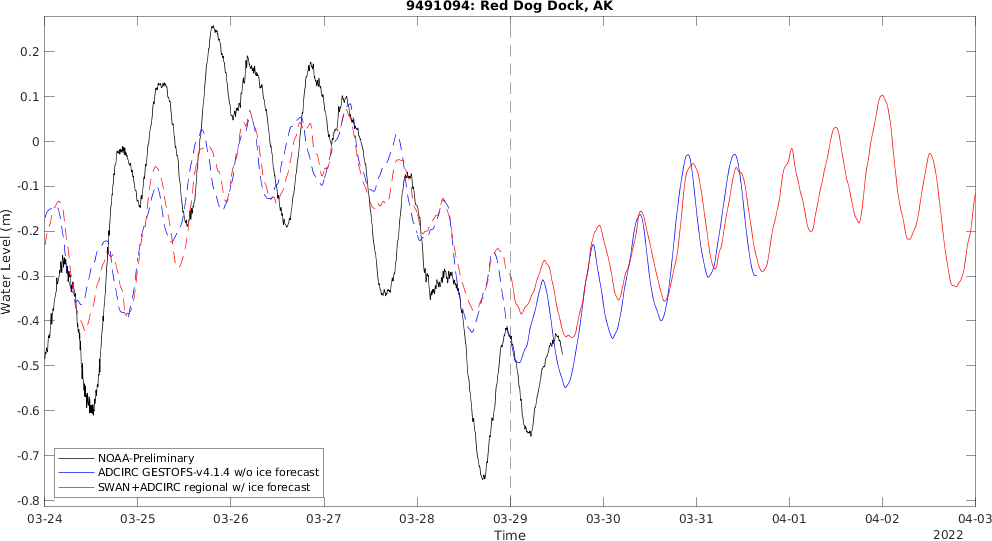 9491094: Red Dog Dock, AK
Water Level (m)
0.2
0.1
0
-0.1
-0.2
-0.3
-0.4
-0.5
-0.6
-0.7
-0.8
NOAA-Preliminary
ADCIRC GESTOFS-v4.1.4 w/o ice forecast
SWAN+ADCIRC regional w/ ice forecast
03-24 03-25 03-26 03-27 03-28 03-29 03-30 03-31 04-01 04-02 04-03
Time
2022